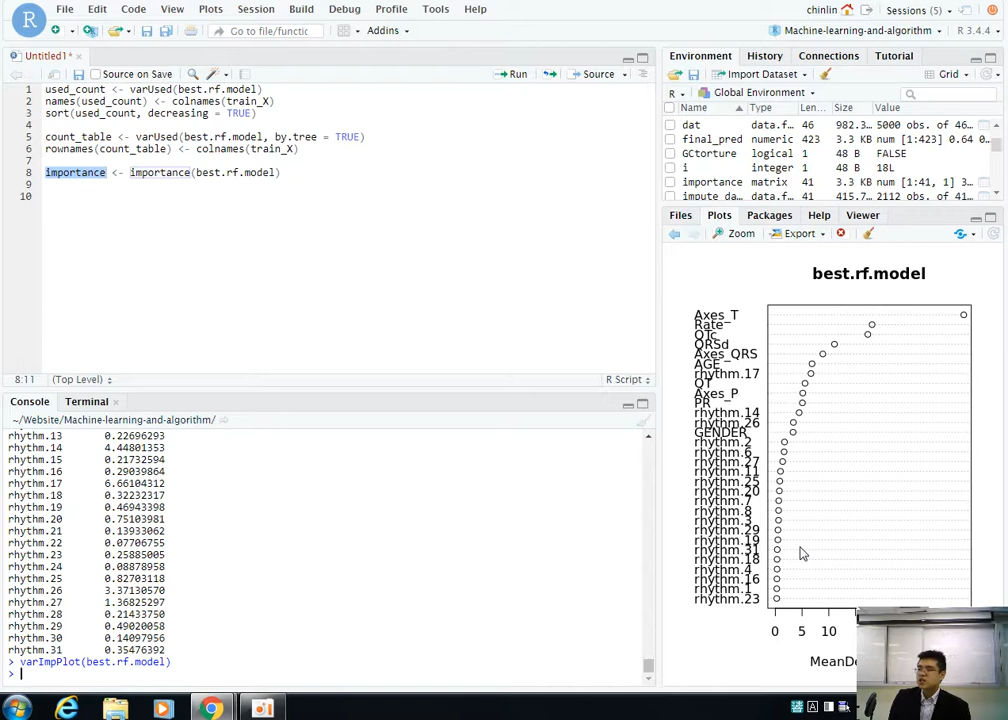 File Edit Code View Plots Session Build Debug Profile Tools Help
chinlin Sessions (5)
R Go to file/functic Addins Machine-learning-and-algorithm R 3.4.4
Untitled1* ×
Source on Save Run Source
1 used_count <- varUsed(best.rf.model)
2 names(used_count) <- colnames(train_X)
3 sort(used_count, decreasing = TRUE)
4
5 count_table <- varUsed(best.rf.model, by.tree = TRUE)
6 rownames(count_table) <- colnames(train_X)
7
8 importance <- importance(best.rf.model)
9
10
8:11 (Top Level) R Script
Console Terminal ×
~/Website/Machine-learning-and-algorithm/
rhythm.13 0.22696293
rhythm.14 4.44801353
rhythm.15 0.21732594
rhythm.16 0.29039864
rhythm.17 6.66104312
rhythm.18 0.32232317
rhythm.19 0.46943398
rhythm.20 0.75103981
rhythm.21 0.13933062
rhythm.22 0.07706755
rhythm.23 0.25885005
rhythm.24 0.08878958
rhythm.25 0.82703118
rhythm.26 3.37130570
rhythm.27 1.36825297
rhythm.28 0.21433750
rhythm.29 0.49020058
rhythm.30 0.14097956
rhythm.31 0.35476392
> varImpPlot(best.rf.model)
>
Environment History Connections Tutorial
Import Dataset Grid
R Global Environment
Name Type Len... Size Value
dat data.f... 46 982.3... 5000 obs. of 46...
final_pred numeric 423 3.3 KB num [1:423] 0.64 0...
GCtorture logical 1 48 B FALSE
i integer 1 48 B 18L
importance matrix 41 3.3 KB num [1:41, 1] 3...
impute_da... data.f... 41 415.7... 2112 obs. of 41...
Files Plots Packages Help Viewer
Zoom Export
best.rf.model
Axes_T
Rate
QTc
QRSd
Axes_QRS
AGE
rhythm.17
QT
Axes_P
PR
rhythm.14
rhythm.26
GENDER
rhythm.2
rhythm.6
rhythm.27
rhythm.11
rhythm.25
rhythm.20
rhythm.7
rhythm.8
rhythm.3
rhythm.29
rhythm.19
rhythm.31
rhythm.18
rhythm.4
rhythm.16
rhythm.1
rhythm.23
0 5 10
MeanDe
A